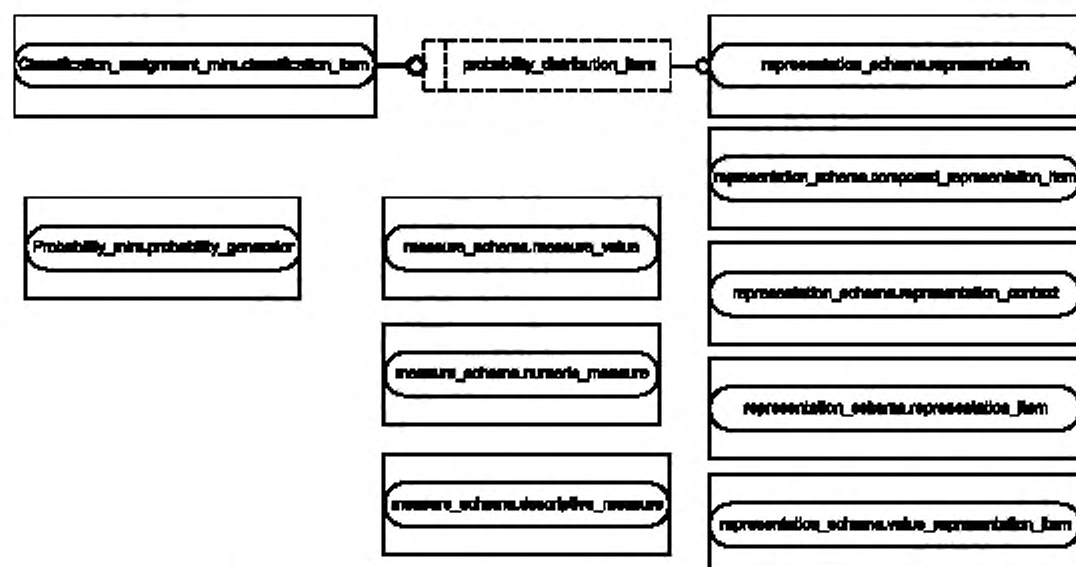 Classification_assignment_mim.classification_item
probability_distribution_item
representation_schema.representation
representation_schema.compound_representation_item
Probability_mim.probability_generator
measure_schema.measure_value
representation_schema.representation_context
measure_schema.numeric_measure
representation_schema.representation_item
measure_schema.descriptive_measure
representation_schema.value_representation_item